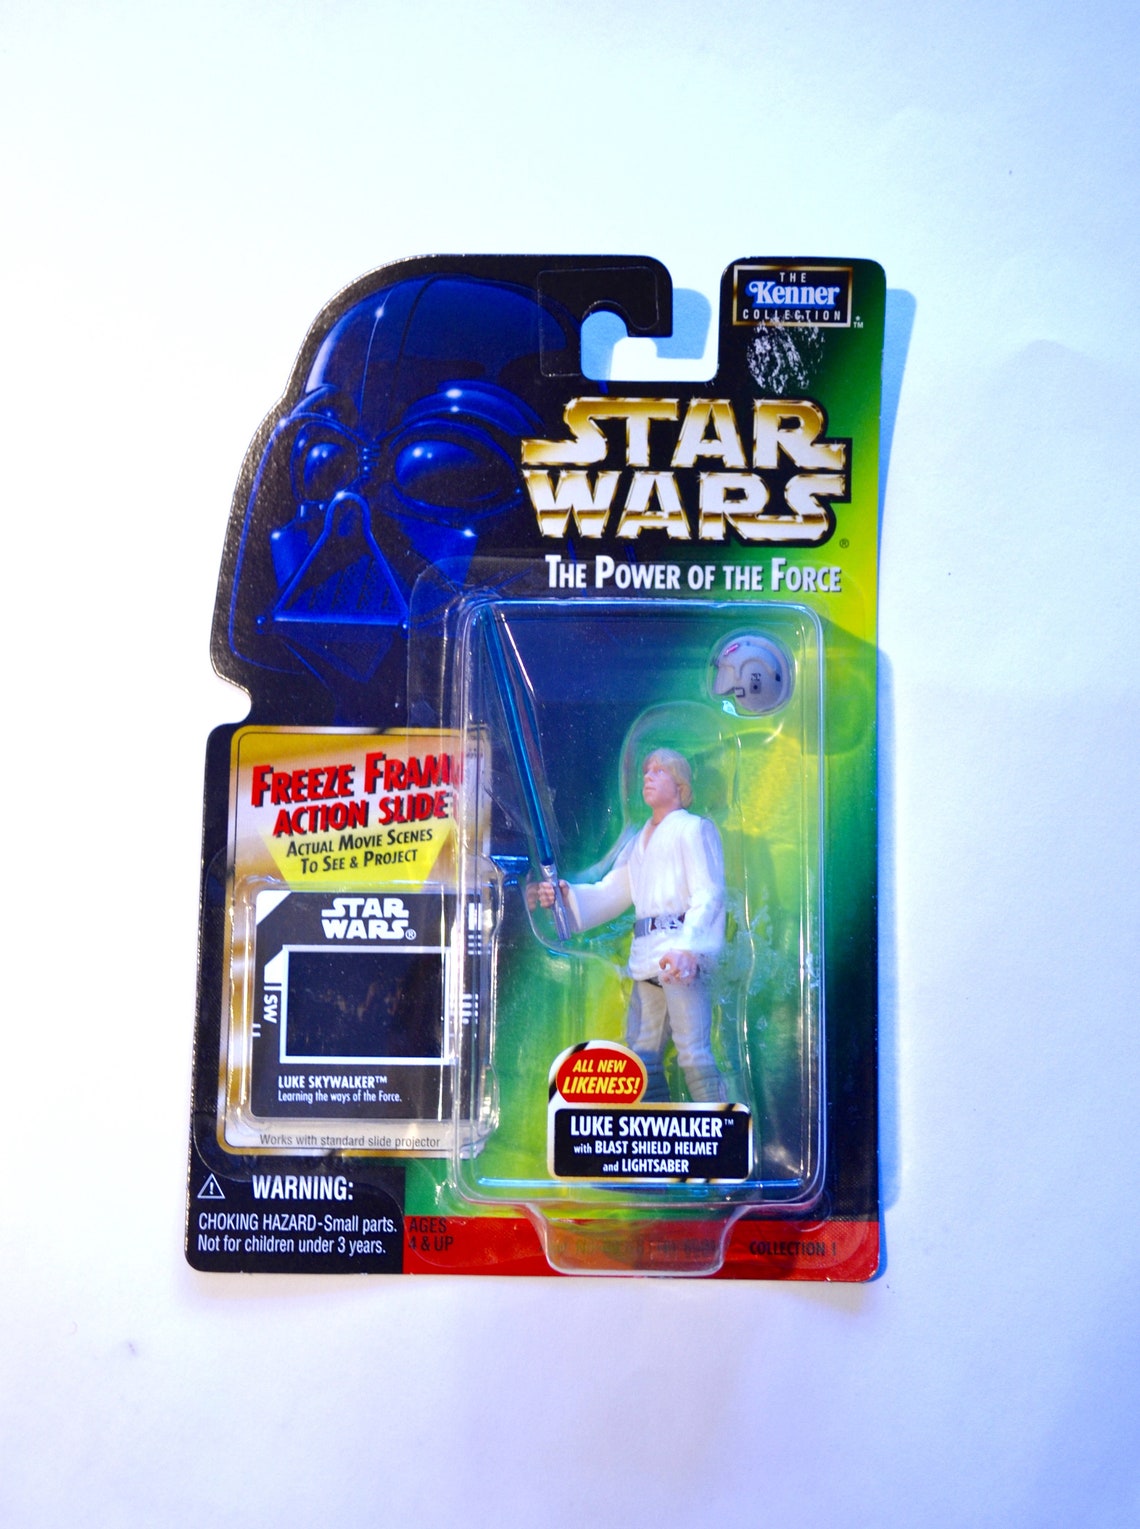 THE
Kenner
COLLECTION
™
STAR
WARS
®
THE POWER OF THE FORCE
FREEZE FRAM
ACTION SLIDE
ACTUAL MOVIE SCENES
TO SEE & PROJECT
STAR
WARS®
SW
LUKE SKYWALKER™
Learning the ways of the Force.
Works with standard slide projector
ALL NEW
LIKENESS!
LUKE SKYWALKER™
with BLAST SHIELD HELMET
and LIGHTSABER
WARNING:
CHOKING HAZARD-Small parts.
Not for children under 3 years.
AGES
4 & UP
COLLECTION 1